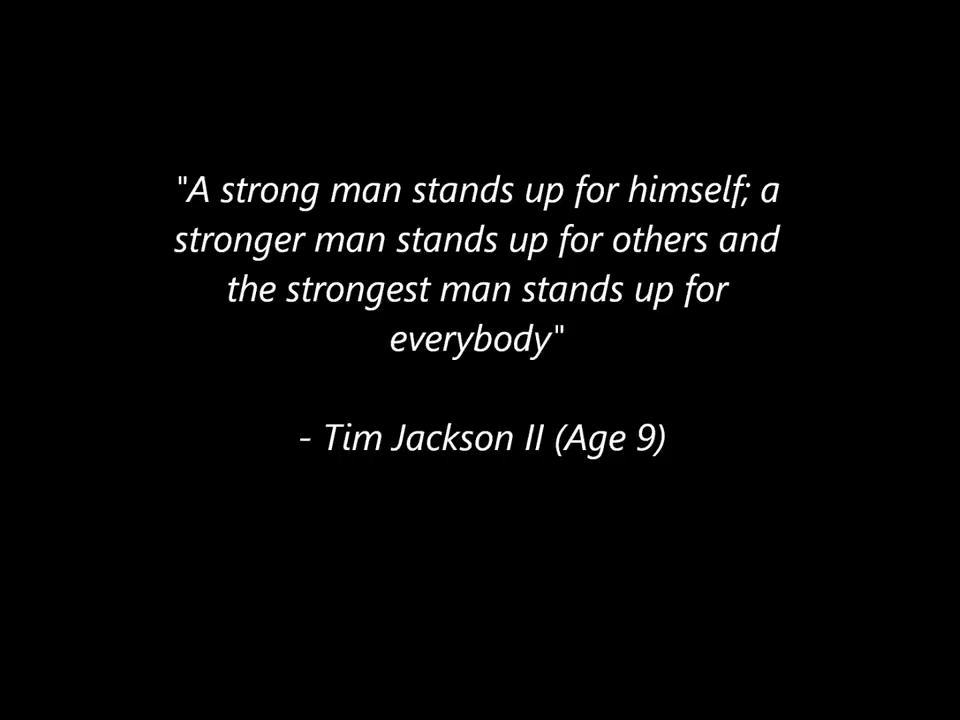 "A strong man stands up for himself; a
stronger man stands up for others and
the strongest man stands up for
everybody"
- Tim Jackson II (Age 9)